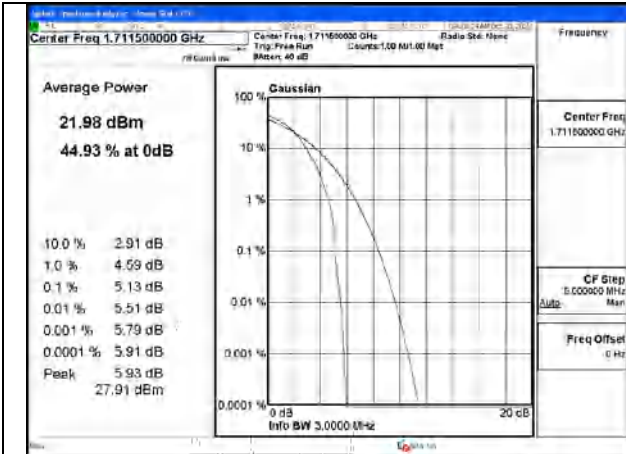 Center Freq 1.711500000 GHz
Center Freq: 1.711500000 GHz
Radio Std: None
Trig: Free Run
Counts:1.00 M/1.00 Mpt
#Atten: 40 dB
Frequency
Average Power
21.98 dBm
44.93 % at 0dB
10.0 % 2.91 dB
1.0 % 4.59 dB
0.1 % 5.13 dB
0.01 % 5.51 dB
0.001 % 5.79 dB
0.0001 % 5.91 dB
Peak 5.93 dB
27.91 dBm
Gaussian
100 %
10 %
1 %
0.1 %
0.01 %
0.001 %
0.0001 %
0 dB
20 dB
Info BW 3.0000 MHz
Center Freq
1.711500000 GHz
CF Step
5.000000 MHz
Auto Man
Freq Offset
0 Hz